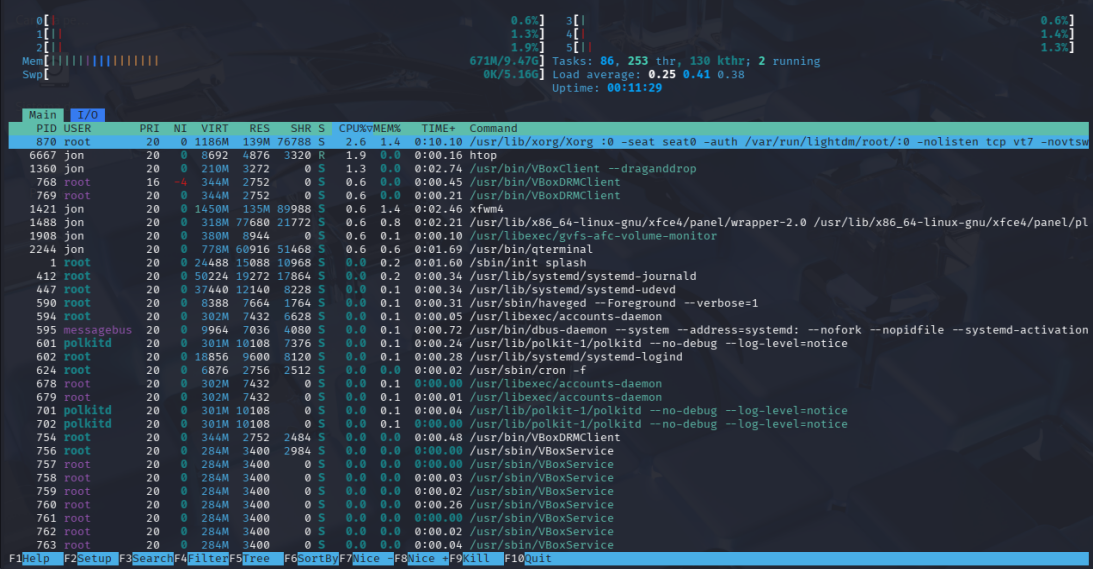 0[| 0.6%] 3[| 0.6%]
1[|| 1.3%] 4[| 1.4%]
2[|| 1.9%] 5[|| 1.3%]
Mem[|||||||||||||||||| 671M/9.47G] Tasks: 86, 253 thr, 130 kthr; 2 running
Swp[ 0K/5.16G] Load average: 0.25 0.41 0.38
Uptime: 00:11:29
Main I/O
PID USER PRI NI VIRT RES SHR S CPU%▽MEM% TIME+ Command
870 root 20 0 1186M 139M 76788 S 2.6 1.4 0:10.10 /usr/lib/xorg/Xorg :0 -seat seat0 -auth /var/run/lightdm/root/:0 -nolisten tcp vt7 -novtsw
6667 jon 20 0 8692 4876 3320 R 1.9 0.0 0:00.16 htop
1360 jon 20 0 210M 3272 0 S 1.3 0.0 0:02.74 /usr/bin/VBoxClient --draganddrop
768 root 16 -4 344M 2752 0 S 0.6 0.0 0:00.45 /usr/bin/VBoxDRMClient
769 root 20 0 344M 2752 0 S 0.6 0.0 0:00.21 /usr/bin/VBoxDRMClient
1421 jon 20 0 1450M 135M 89988 S 0.6 1.4 0:02.46 xfwm4
1488 jon 20 0 318M 77680 21772 S 0.6 0.8 0:02.21 /usr/lib/x86_64-linux-gnu/xfce4/panel/wrapper-2.0 /usr/lib/x86_64-linux-gnu/xfce4/panel/pl
1908 jon 20 0 380M 8944 0 S 0.6 0.1 0:00.10 /usr/libexec/gvfs-afc-volume-monitor
2244 jon 20 0 778M 60916 51468 S 0.6 0.6 0:01.69 /usr/bin/qterminal
1 root 20 0 24488 15088 10968 S 0.0 0.2 0:01.60 /sbin/init splash
412 root 20 0 50224 19272 17864 S 0.0 0.2 0:00.34 /usr/lib/systemd/systemd-journald
447 root 20 0 37440 12140 8228 S 0.0 0.1 0:00.34 /usr/lib/systemd/systemd-udevd
590 root 20 0 8388 7664 1764 S 0.0 0.1 0:00.31 /usr/sbin/haveged --Foreground --verbose=1
594 root 20 0 302M 7432 6628 S 0.0 0.1 0:00.05 /usr/libexec/accounts-daemon
595 messagebus 20 0 9964 7036 4080 S 0.0 0.1 0:00.72 /usr/bin/dbus-daemon --system --address=systemd: --nofork --nopidfile --systemd-activation
601 polkitd 20 0 301M 10108 7376 S 0.0 0.1 0:00.24 /usr/lib/polkit-1/polkitd --no-debug --log-level=notice
602 root 20 0 18856 9600 8120 S 0.0 0.1 0:00.28 /usr/lib/systemd/systemd-logind
624 root 20 0 6876 2756 2512 S 0.0 0.0 0:00.02 /usr/sbin/cron -f
678 root 20 0 302M 7432 0 S 0.0 0.1 0:00.00 /usr/libexec/accounts-daemon
679 root 20 0 302M 7432 0 S 0.0 0.1 0:00.01 /usr/libexec/accounts-daemon
701 polkitd 20 0 301M 10108 0 S 0.0 0.1 0:00.04 /usr/lib/polkit-1/polkitd --no-debug --log-level=notice
702 polkitd 20 0 301M 10108 0 S 0.0 0.1 0:00.00 /usr/lib/polkit-1/polkitd --no-debug --log-level=notice
754 root 20 0 344M 2752 2484 S 0.0 0.0 0:00.48 /usr/bin/VBoxDRMClient
756 root 20 0 284M 3400 2984 S 0.0 0.0 0:00.00 /usr/sbin/VBoxService
757 root 20 0 284M 3400 0 S 0.0 0.0 0:00.00 /usr/sbin/VBoxService
758 root 20 0 284M 3400 0 S 0.0 0.0 0:00.03 /usr/sbin/VBoxService
759 root 20 0 284M 3400 0 S 0.0 0.0 0:00.02 /usr/sbin/VBoxService
760 root 20 0 284M 3400 0 S 0.0 0.0 0:00.26 /usr/sbin/VBoxService
761 root 20 0 284M 3400 0 S 0.0 0.0 0:00.00 /usr/sbin/VBoxService
762 root 20 0 284M 3400 0 S 0.0 0.0 0:00.02 /usr/sbin/VBoxService
763 root 20 0 284M 3400 0 S 0.0 0.0 0:00.04 /usr/sbin/VBoxService
F1Help F2Setup F3SearchF4FilterF5Tree F6SortByF7Nice -F8Nice +F9Kill F10Quit